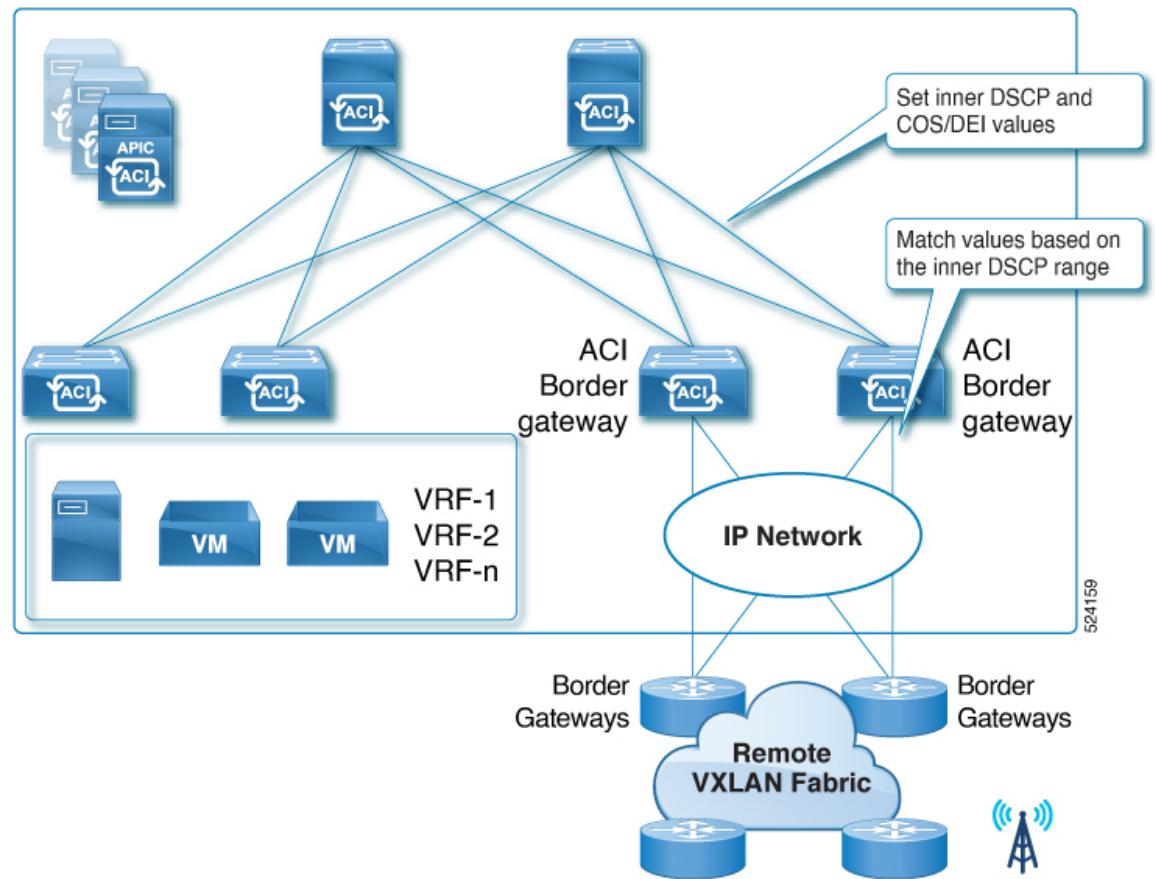 ACI
ACI
Set inner DSCP and
COS/DEI values
APIC
ACI
Match values based on
the inner DSCP range
ACI
ACI
ACI
Border
gateway
ACI
ACI
ACI
Border
gateway
VM
VM
VRF-1
VRF-2
VRF-n
IP Network
524159
Border
Gateways
Border
Gateways
Remote
VXLAN Fabric